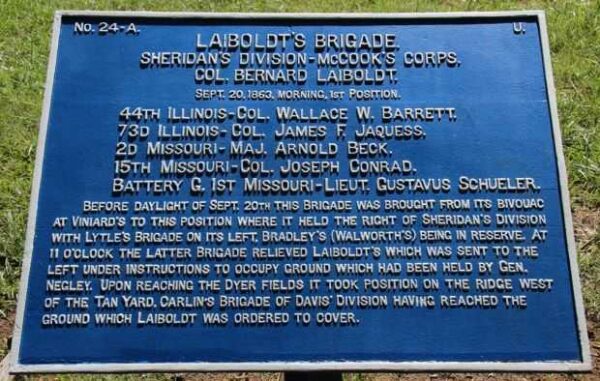 No. 24-A. U.
LAIBOLDT'S BRIGADE.
SHERIDAN'S DIVISION-MCCOOK'S CORPS.
COL. BERNARD LAIBOLDT.
SEPT. 20, 1863, MORNING, 1ST POSITION.
44TH ILLINOIS-COL. WALLACE W. BARRETT.
73D ILLINOIS-COL. JAMES F. JAQUESS.
2D MISSOURI-MAJ. ARNOLD BECK.
15TH MISSOURI-COL. JOSEPH CONRAD.
BATTERY G, 1ST MISSOURI-LIEUT. GUSTAVUS SCHUELER.
BEFORE DAYLIGHT OF SEPT. 20TH THIS BRIGADE WAS BROUGHT FROM ITS BIVOUAC
AT VINIARD'S TO THIS POSITION WHERE IT HELD THE RIGHT OF SHERIDAN'S DIVISION
WITH LYTLE'S BRIGADE ON ITS LEFT, BRADLEY'S (WALWORTH'S) BEING IN RESERVE. AT
11 O'CLOCK THE LATTER BRIGADE RELIEVED LAIBOLDT'S WHICH WAS SENT TO THE
LEFT UNDER INSTRUCTIONS TO OCCUPY GROUND WHICH HAD BEEN HELD BY GEN.
NEGLEY. UPON REACHING THE DYER FIELDS IT TOOK POSITION ON THE RIDGE WEST
OF THE TAN YARD, CARLIN'S BRIGADE OF DAVIS' DIVISION HAVING REACHED THE
GROUND WHICH LAIBOLDT WAS ORDERED TO COVER.